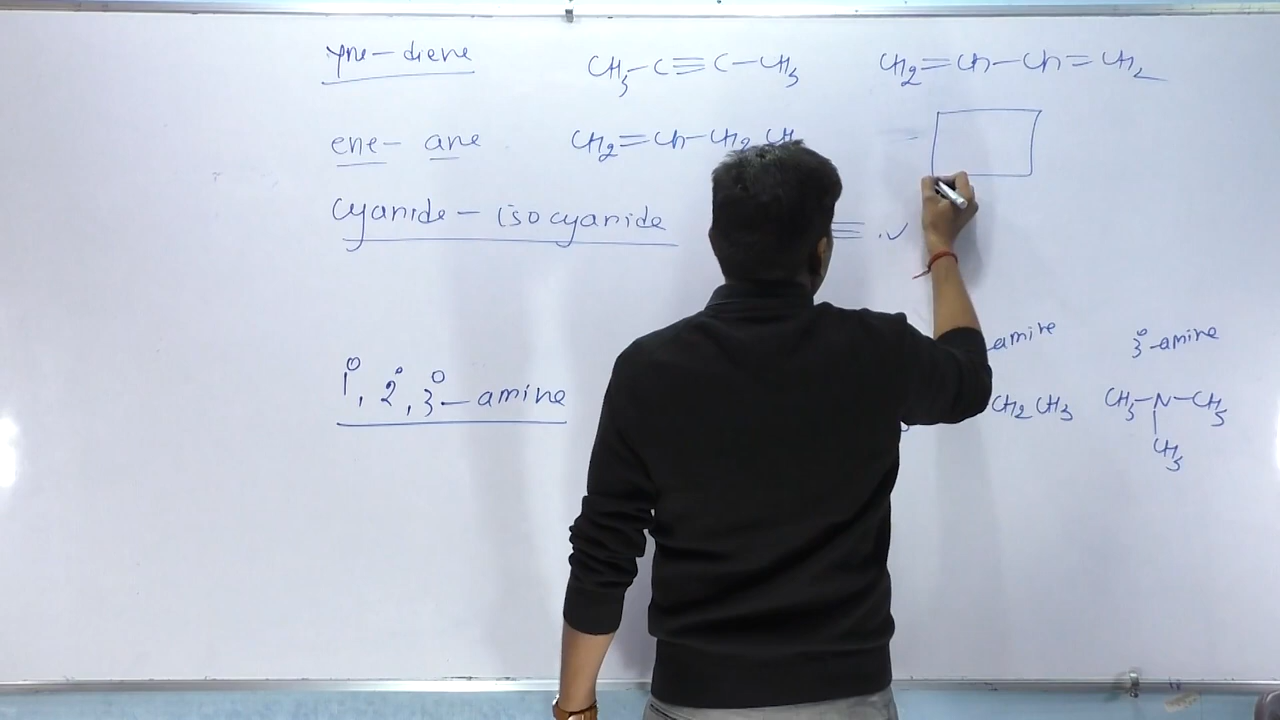 yne - diene CH3-C≡C-CH3 CH2=CH-CH=CH2
ene - ane CH2=CH-CH2
cyanide - isocyanide ≡ N
amine 3°-amine
1°, 2°, 3° - amine CH2CH3 CH3-N-CH3
CH3